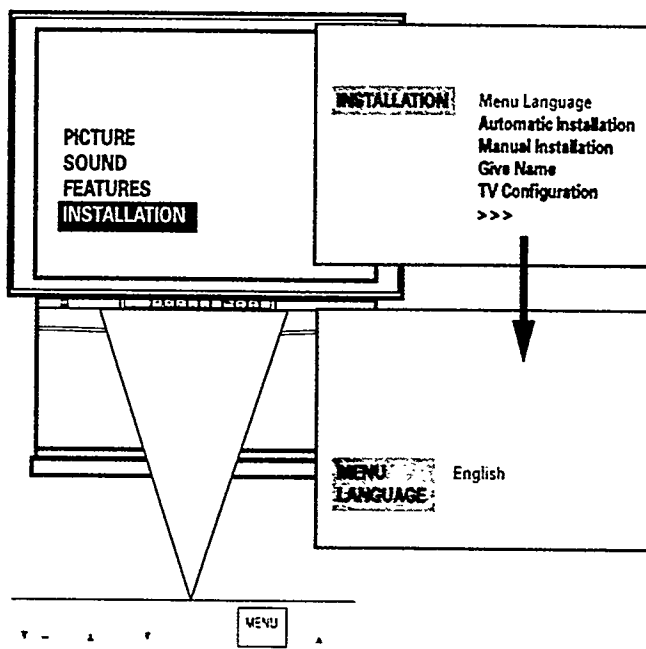 PICTURE
SOUND
FEATURES
INSTALLATION
INSTALLATION
Menu Language
Automatic Installation
Manual Installation
Give Name
TV Configuration
>>>
MENU
LANGUAGE
English
MENU